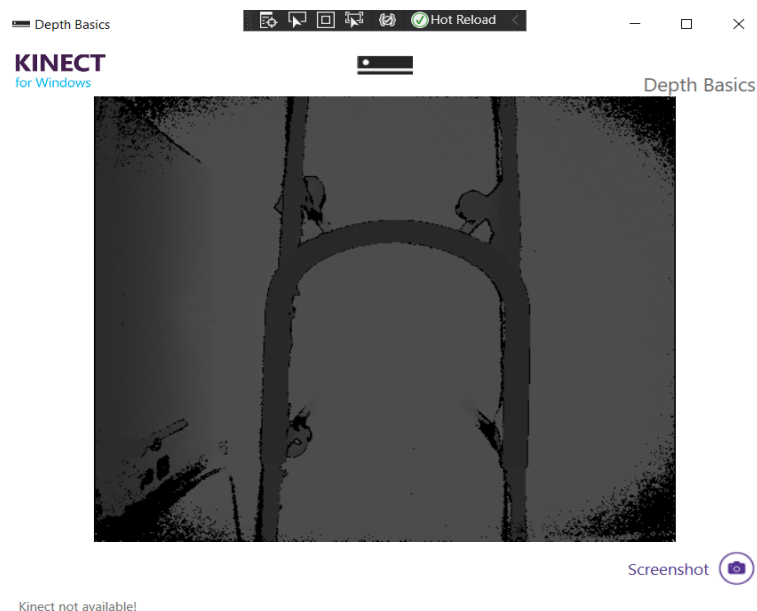 Depth Basics
Hot Reload
KINECT
for Windows
Depth Basics
Screenshot
Kinect not available!